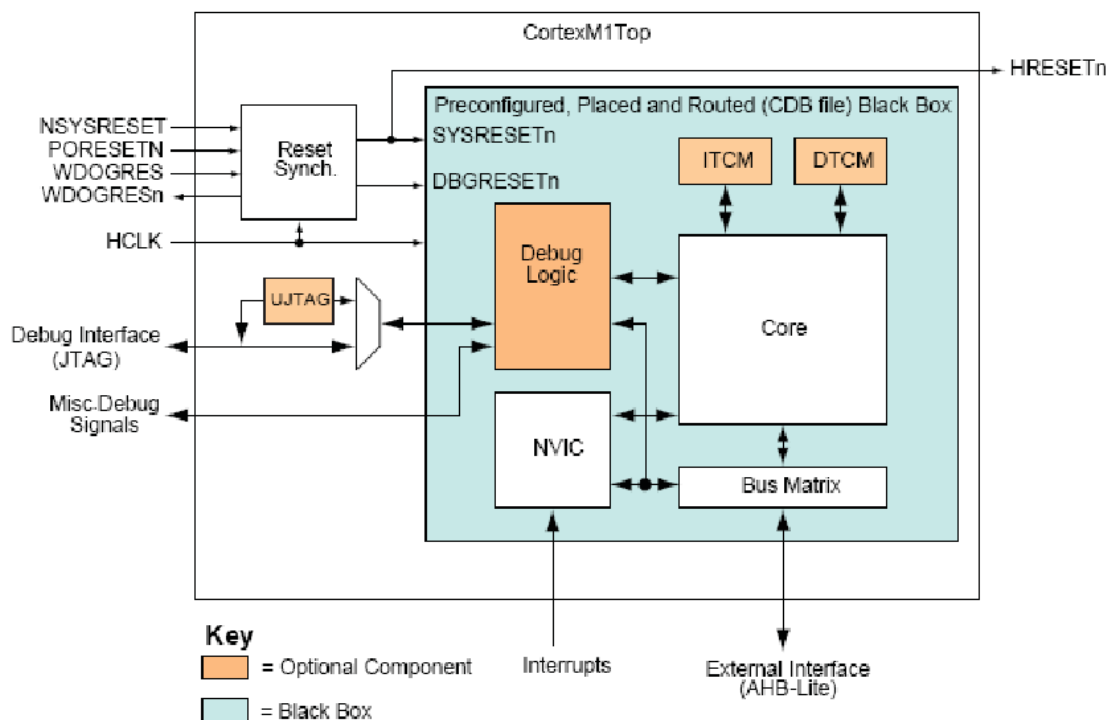 CortexM1Top
HRESETn
Preconfigured, Placed and Routed (CDB file) Black Box
NSYSRESET
PORESETN
WDOGRES
WDOGRESn
Reset
Synch.
SYSRESETn
DBGRESETn
ITCM
DTCM
HCLK
Debug
Logic
UJTAG
Core
Debug Interface
(JTAG)
Misc.Debug
Signals
NVIC
Bus Matrix
Key
= Optional Component
= Black Box
Interrupts
External Interface
(AHB-Lite)